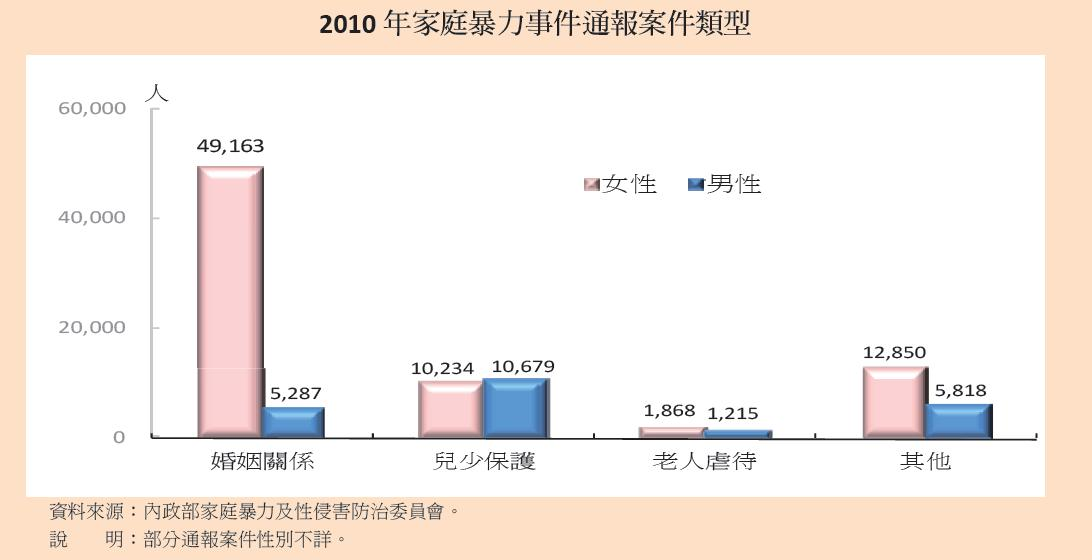 2010 年家庭暴力事件通報案件類型
人
60,000
40,000
20,000
0
49,163
5,287
10,234
10,679
1,868
1,215
12,850
5,818
女性
男性
婚姻關係
兒少保護
老人虐待
其他
資料來源：內政部家庭暴力及性侵害防治委員會。
說　　明：部分通報案件性別不詳。